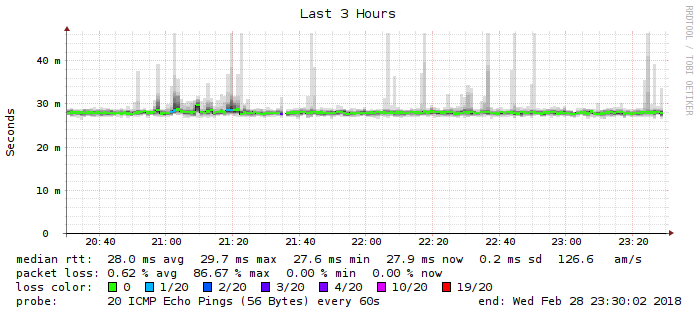 Last 3 Hours
RRDTOOL / TOBI OETIKER
Seconds
40 m
30 m
20 m
10 m
0
20:40 21:00 21:20 21:40 22:00 22:20 22:40 23:00 23:20
median rtt: 28.0 ms avg 29.7 ms max 27.6 ms min 27.9 ms now 0.2 ms sd 126.6 am/s
packet loss: 0.62 % avg 86.67 % max 0.00 % min 0.00 % now
loss color: 0 1/20 2/20 3/20 4/20 10/20 19/20
probe: 20 ICMP Echo Pings (56 Bytes) every 60s end: Wed Feb 28 23:30:02 2018